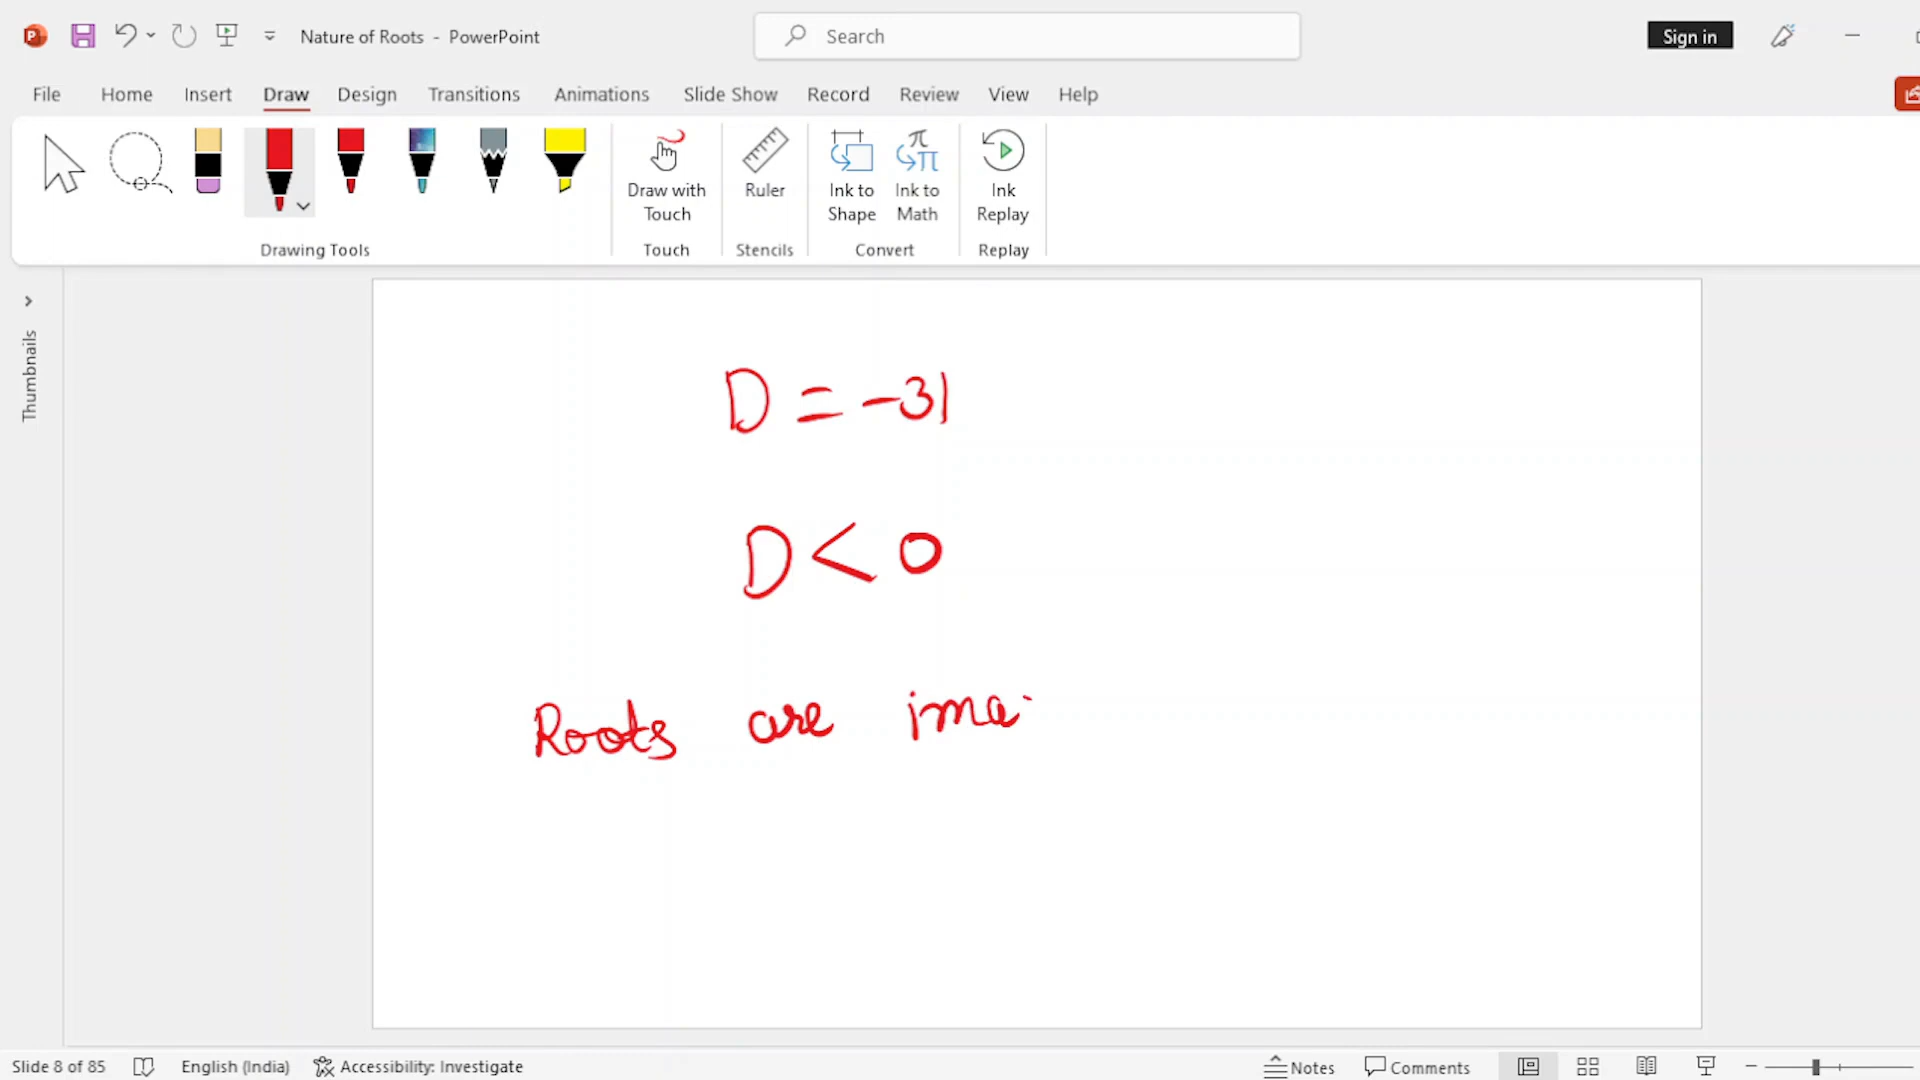 Nature of Roots - PowerPoint
Search
Sign in
File Home Insert Draw Design Transitions Animations Slide Show Record Review View Help
Draw with Touch
Ruler
Ink to Shape
Ink to Math
Ink Replay
Drawing Tools Touch Stencils Convert Replay
Thumbnails
D = -31
D < 0
Roots are ima
Slide 8 of 85 English (India) Accessibility: Investigate Notes Comments